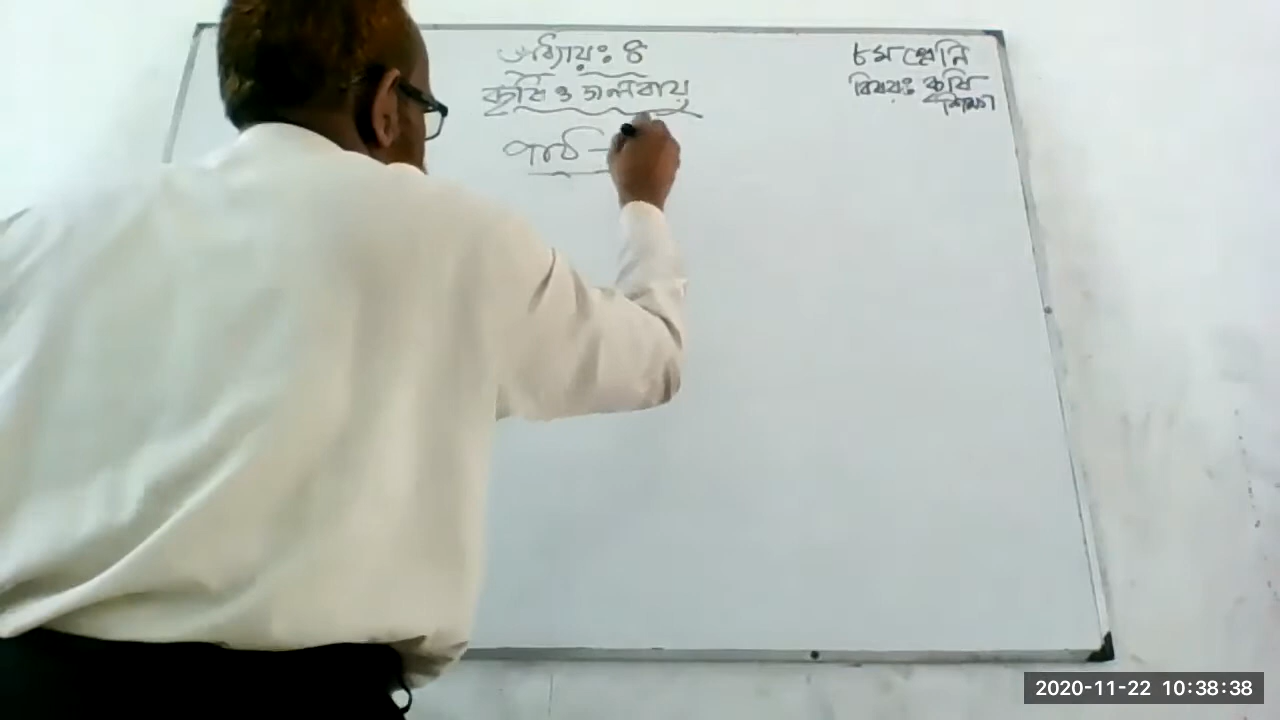 অধ্যায়ঃ ৪
কৃষি ও জলবায়ু
পাঠ -
৮ম শ্রেনি
বিষয়ঃ কৃষি
শিক্ষা
2020-11-22 10:38:38